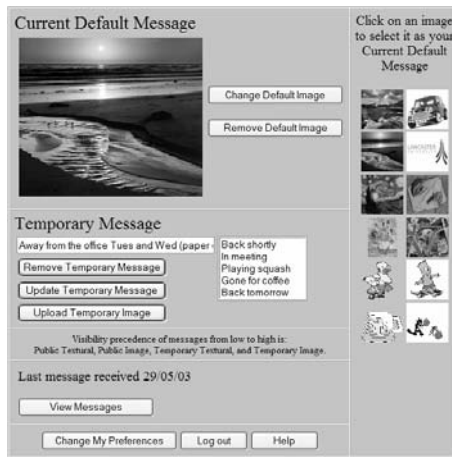 Current Default Message
Change Default Image
Remove Default Image
Temporary Message
Away from the office Tues and Wed (paper
Remove Temporary Message
Update Temporary Message
Upload Temporary Image
Back shortly
In meeting
Playing squash
Gone for coffee
Back tomorrow
Visibility precedence of messages from low to high is:
Public Textural, Public Image, Temporary Textural, and Temporary Image.
Last message received 29/05/03
View Messages
Change My Preferences
Log out
Help
Click on an image
to select it as your
Current Default
Message
LANCASTER